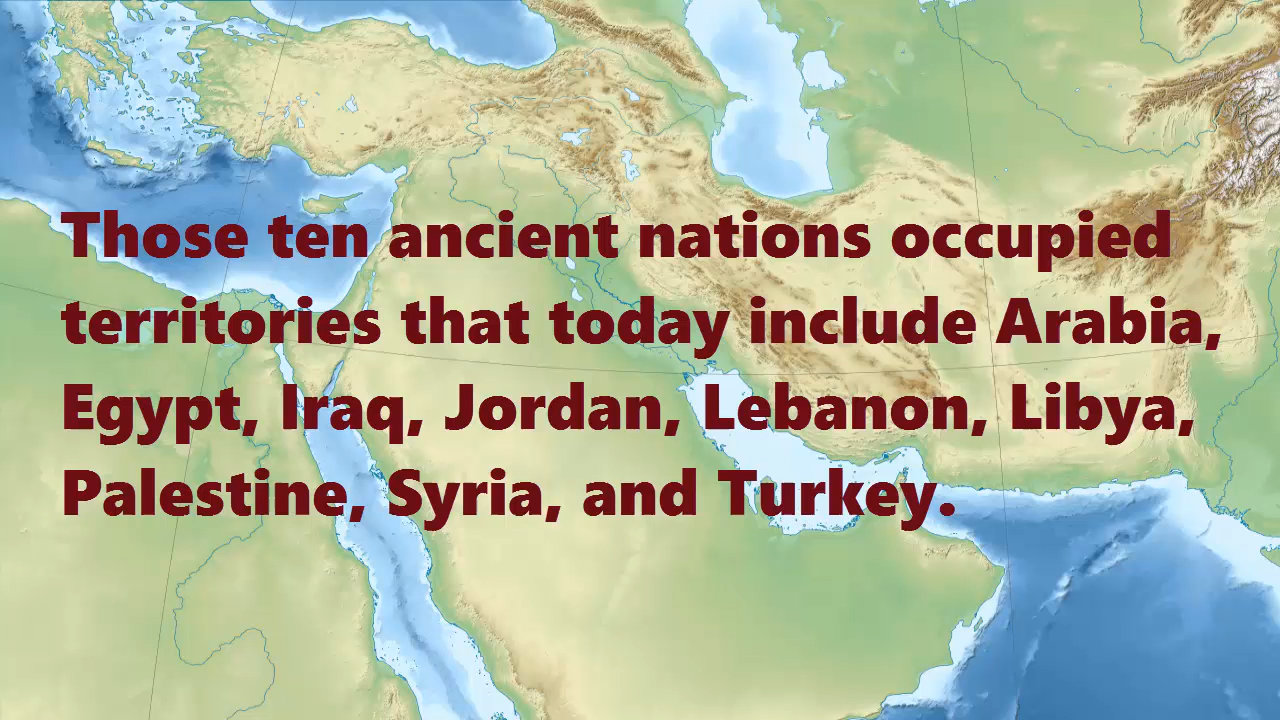 Those ten ancient nations occupied
territories that today include Arabia,
Egypt, Iraq, Jordan, Lebanon, Libya,
Palestine, Syria, and Turkey.